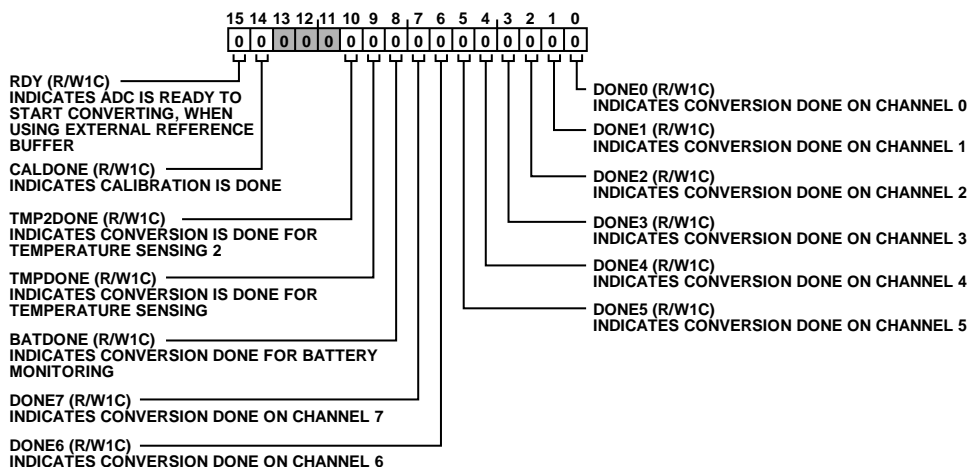 15 14 13 12 11 10 9 8 7 6 5 4 3 2 1 0
0 0 0 0 0 0 0 0 0 0 0 0 0 0 0 0
RDY (R/W1C)
INDICATES ADC IS READY TO
START CONVERTING, WHEN
USING EXTERNAL REFERENCE
BUFFER
CALDONE (R/W1C)
INDICATES CALIBRATION IS DONE
TMP2DONE (R/W1C)
INDICATES CONVERSION IS DONE FOR
TEMPERATURE SENSING 2
TMPDONE (R/W1C)
INDICATES CONVERSION IS DONE FOR
TEMPERATURE SENSING
BATDONE (R/W1C)
INDICATES CONVERSION DONE FOR BATTERY
MONITORING
DONE7 (R/W1C)
INDICATES CONVERSION DONE ON CHANNEL 7
DONE6 (R/W1C)
INDICATES CONVERSION DONE ON CHANNEL 6
DONE0 (R/W1C)
INDICATES CONVERSION DONE ON CHANNEL 0
DONE1 (R/W1C)
INDICATES CONVERSION DONE ON CHANNEL 1
DONE2 (R/W1C)
INDICATES CONVERSION DONE ON CHANNEL 2
DONE3 (R/W1C)
INDICATES CONVERSION DONE ON CHANNEL 3
DONE4 (R/W1C)
INDICATES CONVERSION DONE ON CHANNEL 4
DONE5 (R/W1C)
INDICATES CONVERSION DONE ON CHANNEL 5